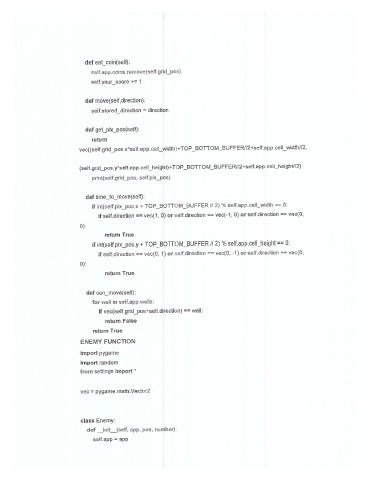 def eat_coin(self):
self.app.coins.remove(self.grid_pos)
self.your_score += 1
def move(self,direction):
self.stored_direction = direction
def get_pix_pos(self):
return
vec((self.grid_pos.x*self.app.cell_width)+TOP_BOTTOM_BUFFER//2+self.app.cell_width//2,
(self.grid_pos.y*self.app.cell_height)+TOP_BOTTOM_BUFFER//2+self.app.cell_height//2)
print(self.grid_pos, self.pix_pos)
def time_to_move(self):
if int(self.pix_pos.x + TOP_BOTTOM_BUFFER // 2) % self.app.cell_width == 0:
if self.direction == vec(1, 0) or self.direction == vec(-1, 0) or self.direction == vec(0,
0):
return True
if int(self.pix_pos.y + TOP_BOTTOM_BUFFER // 2) % self.app.cell_height == 0:
if self.direction == vec(0, 1) or self.direction == vec(0, -1) or self.direction == vec(0,
0):
return True
def can_move(self):
for wall in self.app.walls:
if vec(self.grid_pos+self.direction) == wall:
return False
return True
ENEMY FUNCTION
import pygame
import random
from settings import *
vec = pygame.math.Vector2
class Enemy:
def __init__(self, app, pos, number):
self.app = app